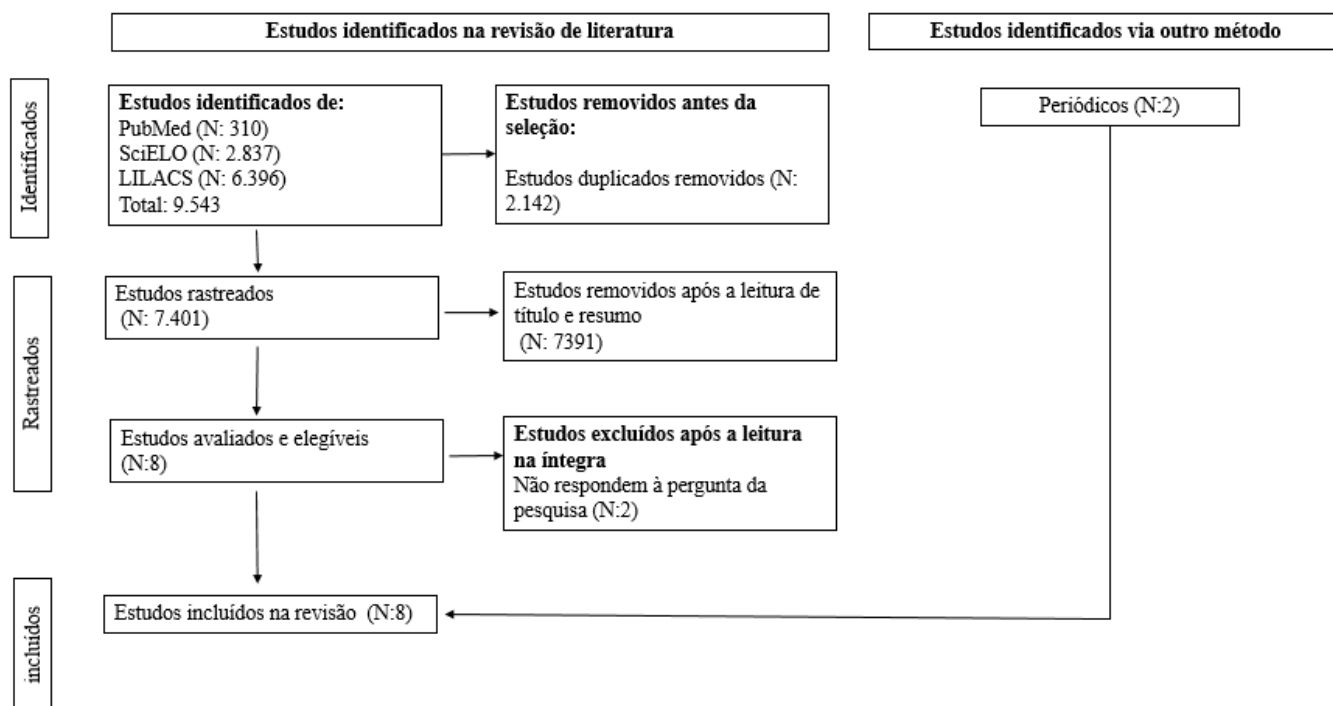 Estudos identificados na revisão de literatura
Estudos identificados via outro método
Identificados
Estudos identificados de:
PubMed (N: 310)
SciELO (N: 2.837)
LILACS (N: 6.396)
Total: 9.543
Estudos removidos antes da
seleção:
Estudos duplicados removidos (N:
2.142)
Periódicos (N:2)
Rastreados
Estudos rastreados
(N: 7.401)
Estudos removidos após a leitura de
título e resumo
(N: 7391)
Estudos avaliados e elegíveis
(N:8)
Estudos excluídos após a leitura
na íntegra
Não respondem à pergunta da
pesquisa (N:2)
incluídos
Estudos incluídos na revisão (N:8)